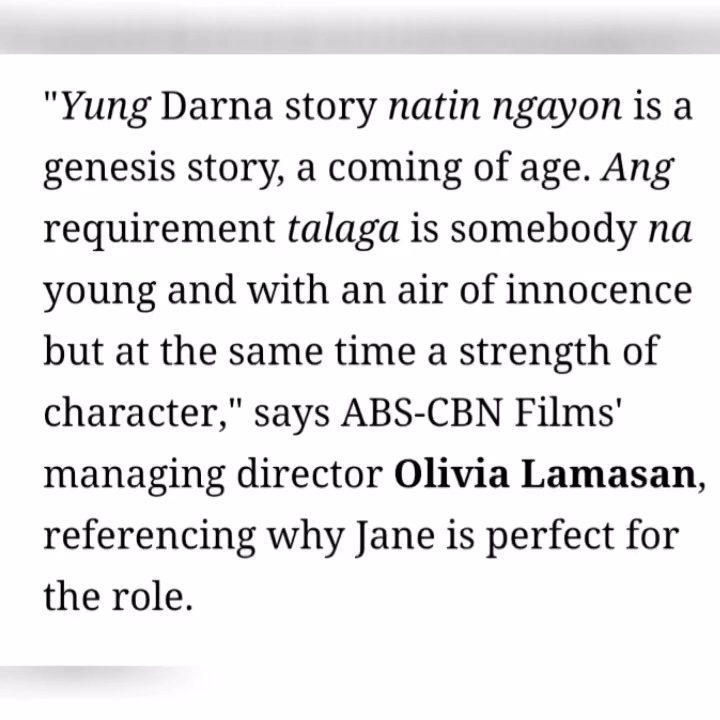 "Yung Darna story natin ngayon is a
genesis story, a coming of age. Ang
requirement talaga is somebody na
young and with an air of innocence
but at the same time a strength of
character," says ABS-CBN Films'
managing director Olivia Lamasan,
referencing why Jane is perfect for
the role.